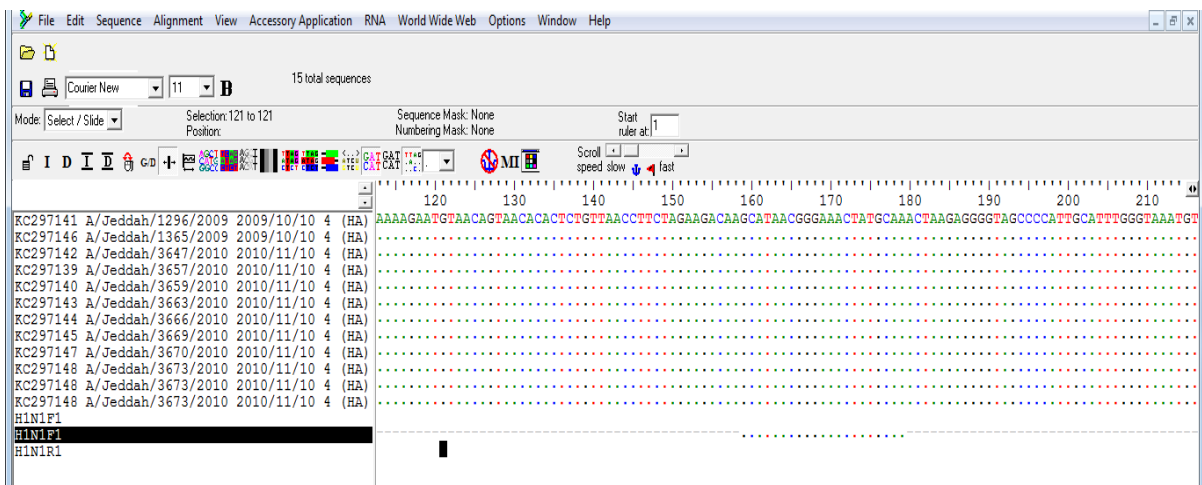 File Edit Sequence Alignment View Accessory Application RNA World Wide Web Options Window Help
Courier New 11 B 15 total sequences
Mode: Select / Slide Selection: 121 to 121 Sequence Mask: None Start
Position: Numbering Mask: None ruler at: 1
I D I D G/D MI Scroll
speed slow fast
120 130 140 150 160 170 180 190 200 210
KC297141 A/Jeddah/1296/2009 2009/10/10 4 (HA) AAAAGAATGTAACAGTAACACACTCTGTTAACCTTCTAGAAGACAAGCATAACGGGAAACTATGCAAACTAAGAGGGGTAGCCCCATTGCATTTGGGTAAATGT
KC297146 A/Jeddah/1365/2009 2009/10/10 4 (HA)
KC297142 A/Jeddah/3647/2010 2010/11/10 4 (HA)
KC297139 A/Jeddah/3657/2010 2010/11/10 4 (HA)
KC297140 A/Jeddah/3659/2010 2010/11/10 4 (HA)
KC297143 A/Jeddah/3663/2010 2010/11/10 4 (HA)
KC297144 A/Jeddah/3666/2010 2010/11/10 4 (HA)
KC297145 A/Jeddah/3669/2010 2010/11/10 4 (HA)
KC297147 A/Jeddah/3670/2010 2010/11/10 4 (HA)
KC297148 A/Jeddah/3673/2010 2010/11/10 4 (HA)
KC297148 A/Jeddah/3673/2010 2010/11/10 4 (HA)
KC297148 A/Jeddah/3673/2010 2010/11/10 4 (HA)
H1N1F1
H1N1F1
H1N1R1